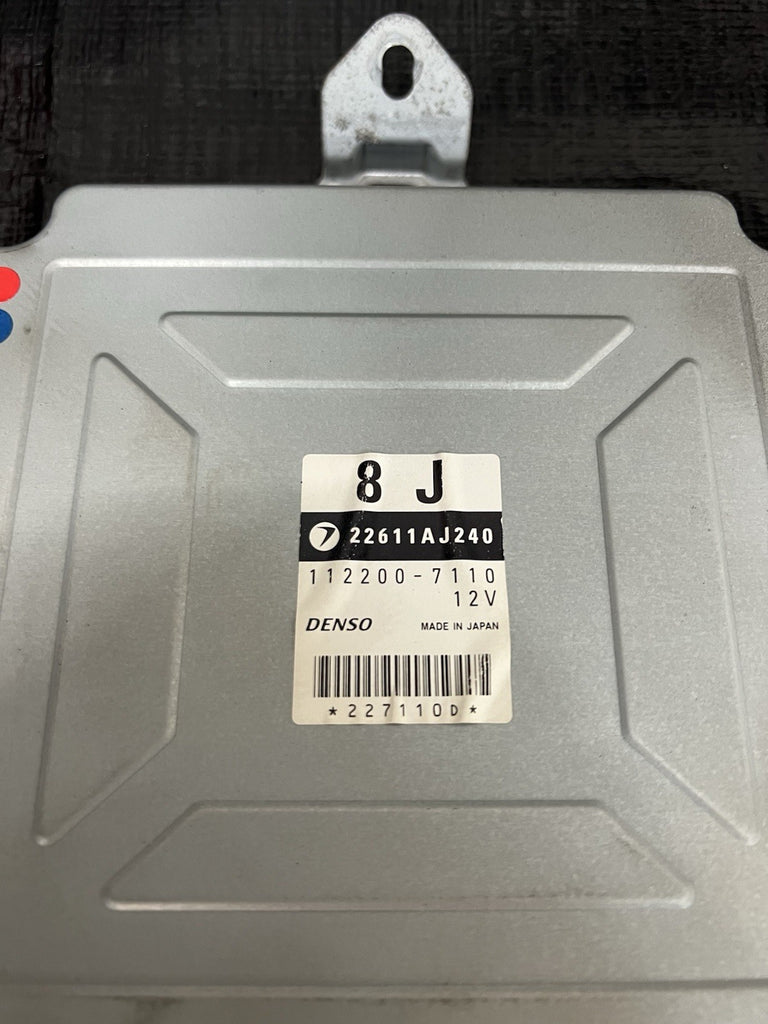 8 J
22611AJ240
112200-7110
12V
DENSO MADE IN JAPAN
*227110D*